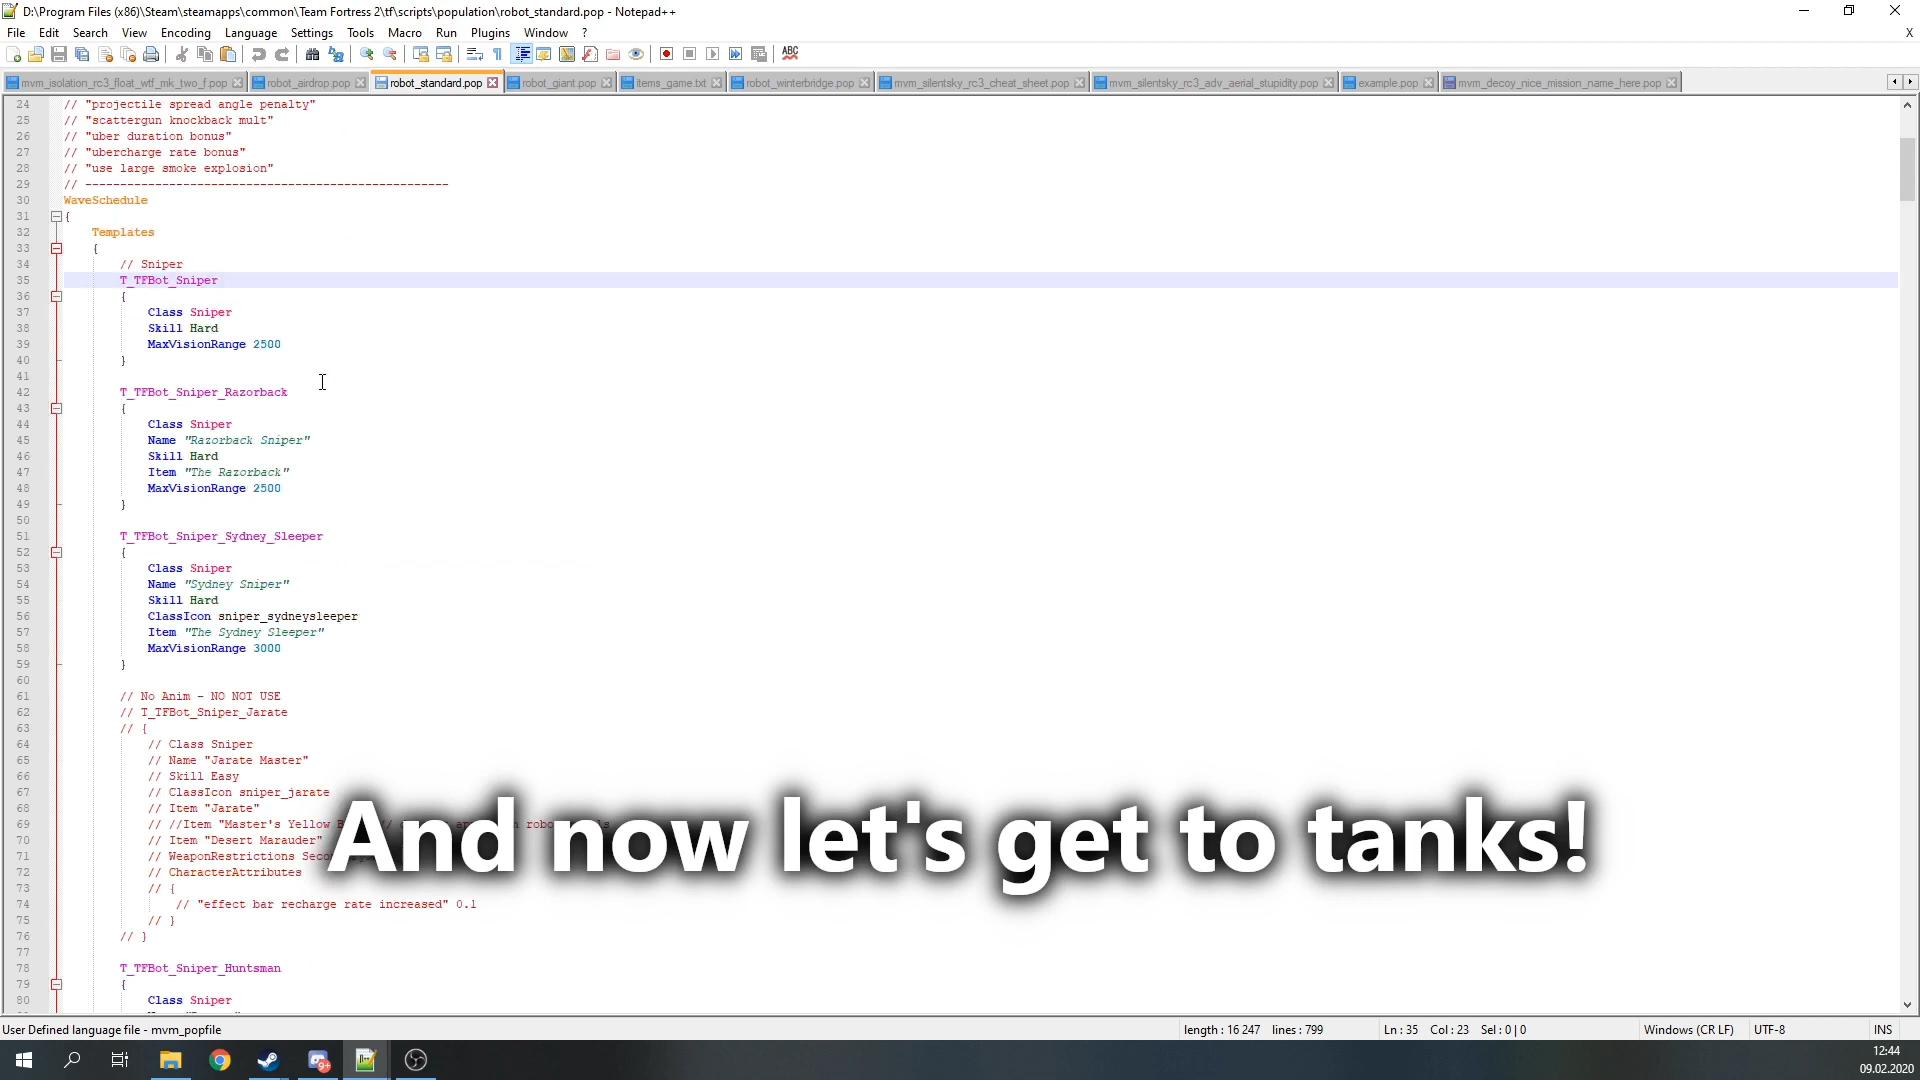 D:\Program Files (x86)\Steam\steamapps\common\Team Fortress 2\tf\scripts\population\robot_standard.pop - Notepad++
File Edit Search View Encoding Language Settings Tools Macro Run Plugins Window ? X
ABC
mvm_isolation_rc3_float_wtf_mk_two_f.pop robot_airdrop.pop robot_standard.pop robot_giant.pop items_game.txt robot_winterbridge.pop mvm_silentsky_rc3_cheat_sheet.pop mvm_silentsky_rc3_adv_aerial_stupidity.pop example.pop mvm_decoy_nice_mission_name_here.pop
24 // "projectile spread angle penalty"
25 // "scattergun knockback mult"
26 // "uber duration bonus"
27 // "ubercharge rate bonus"
28 // "use large smoke explosion"
29 // ----------------------------------------------------
30 WaveSchedule
31 {
32 Templates
33 {
34 // Sniper
35 T_TFBot_Sniper
36 {
37 Class Sniper
38 Skill Hard
39 MaxVisionRange 2500
40 }
41
42 T_TFBot_Sniper_Razorback
43 {
44 Class Sniper
45 Name "Razorback Sniper"
46 Skill Hard
47 Item "The Razorback"
48 MaxVisionRange 2500
49 }
50
51 T_TFBot_Sniper_Sydney_Sleeper
52 {
53 Class Sniper
54 Name "Sydney Sniper"
55 Skill Hard
56 ClassIcon sniper_sydneysleeper
57 Item "The Sydney Sleeper"
58 MaxVisionRange 3000
59 }
60
61 // No Anim - NO NOT USE
62 // T_TFBot_Sniper_Jarate
63 // {
64 // Class Sniper
65 // Name "Jarate Master"
66 // Skill Easy
67 // ClassIcon sniper_jarate
68 // Item "Jarate"
69 // //Item "Master's Yellow
70 // Item "Desert Marauder"
71 // WeaponRestrictions
72 // CharacterAttributes
73 // {
74 // "effect bar recharge rate increased" 0.1
75 // }
76 // }
77
78 T_TFBot_Sniper_Huntsman
79 {
80 Class Sniper
And now let's get to tanks!
User Defined language file - mvm_popfile length : 16 247 lines : 799 Ln : 35 Col : 23 Sel : 0 | 0 Windows (CR LF) UTF-8 INS
9+
12:44
09.02.2020